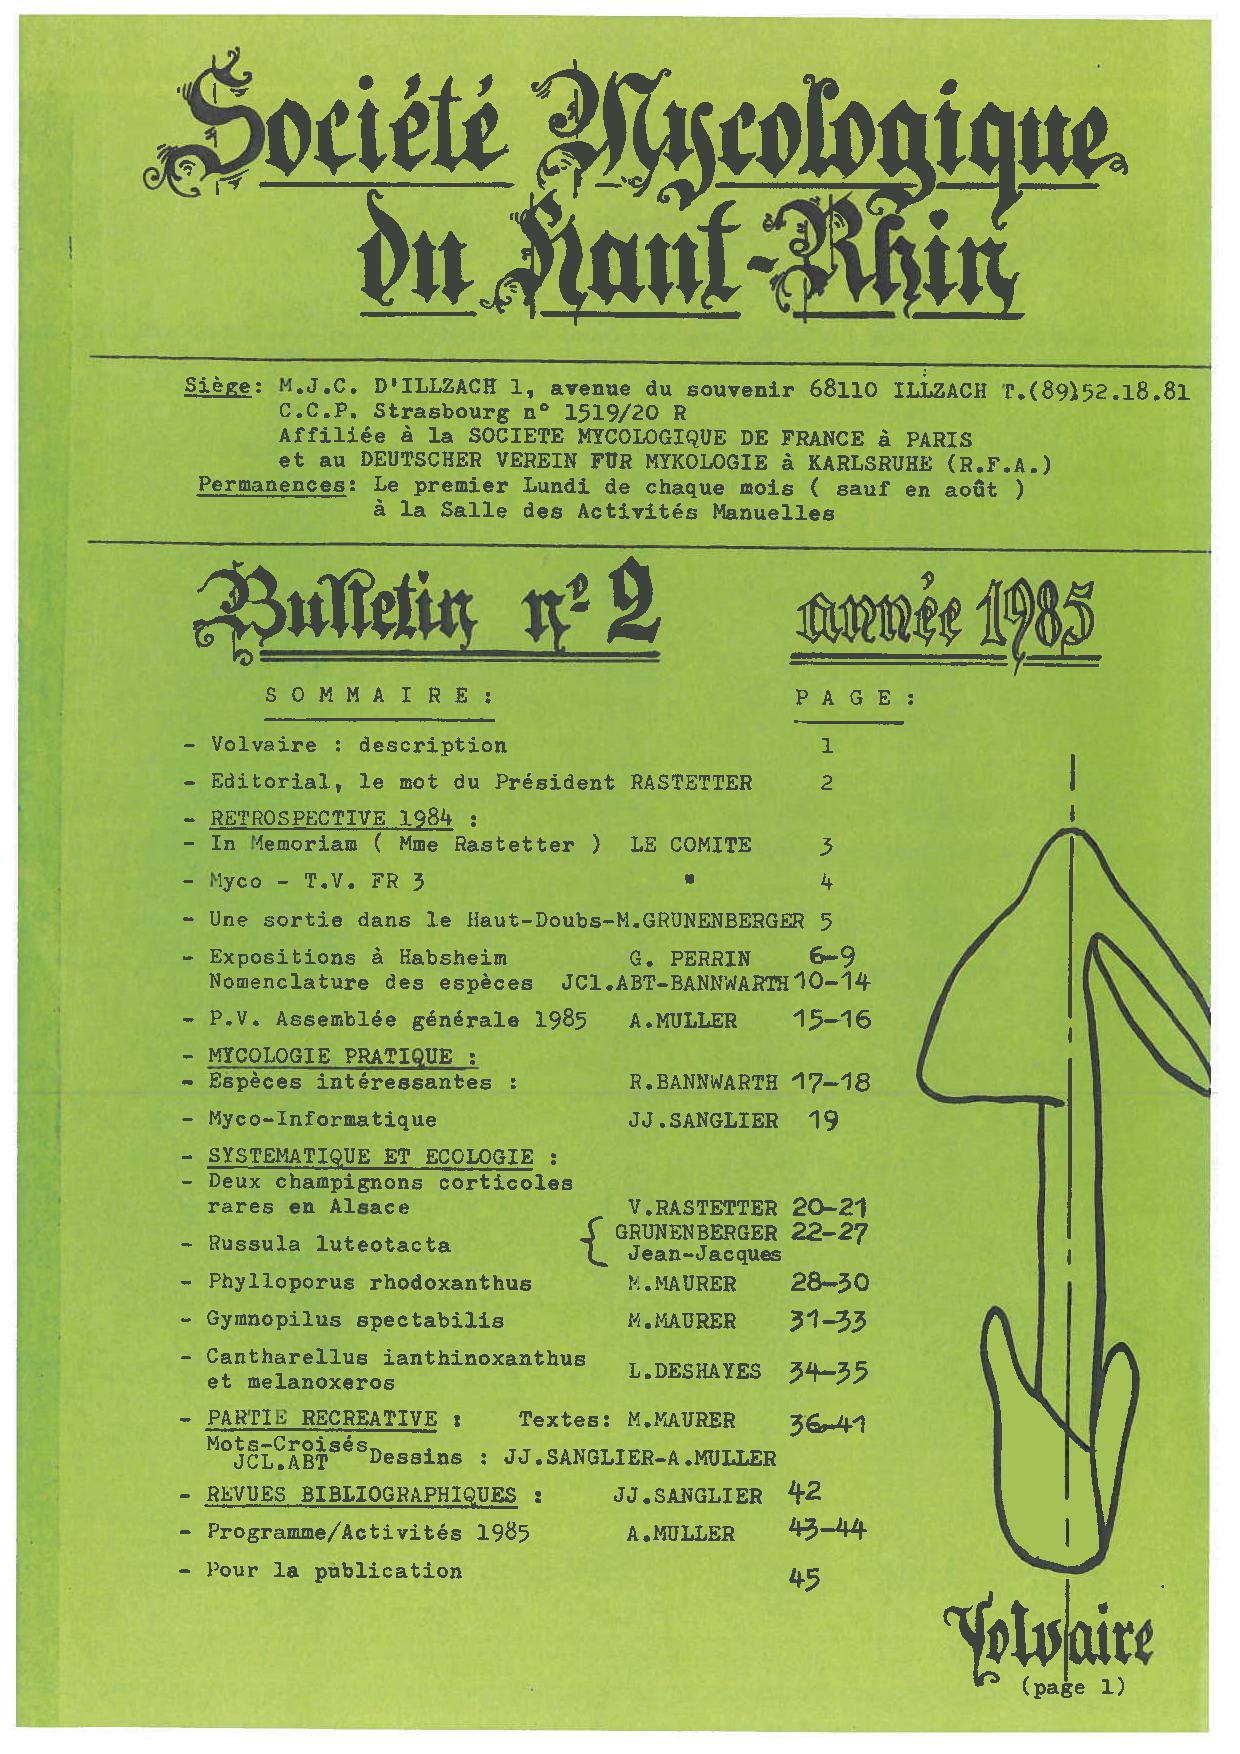 Société Mycologique
du Haut-Rhin
Siège: M.J.C. D'ILLZACH 1, avenue du souvenir 68110 ILLZACH T.(89)52.18.81
C.C.P. Strasbourg n° 1519/20 R
Affiliée à la SOCIETE MYCOLOGIQUE DE FRANCE à PARIS
et au DEUTSCHER VEREIN FUR MYKOLOGIE à KARLSRUHE (R.F.A.)
Permanences: Le premier Lundi de chaque mois ( sauf en août )
à la Salle des Activités Manuelles
Bulletin n° 2 année 1985
SOMMAIRE: PAGE:
- Volvaire : description 1
- Editorial, le mot du Président RASTETTER 2
- RETROSPECTIVE 1984 :
- In Memoriam ( Mme Rastetter ) LE COMITE 3
- Myco - T.V. FR 3 " 4
- Une sortie dans le Haut-Doubs-M.GRUNENBERGER 5
- Expositions à Habsheim G. PERRIN 6-9
Nomenclature des espèces JCl.ABT-BANNWARTH 10-14
- P.V. Assemblée générale 1985 A.MULLER 15-16
- MYCOLOGIE PRATIQUE :
- Espèces intéressantes : R.BANNWARTH 17-18
- Myco-Informatique JJ.SANGLIER 19
- SYSTEMATIQUE ET ECOLOGIE :
- Deux champignons corticoles
rares en Alsace V.RASTETTER 20-21
- Russula luteotacta { GRUNENBERGER 22-27
Jean-Jacques
- Phylloporus rhodoxanthus M.MAURER 28-30
- Gymnopilus spectabilis M.MAURER 31-33
- Cantharellus ianthinoxanthus
et melanoxeros L.DESHAYES 34-35
- PARTIE RECREATIVE : Textes: M.MAURER 36-41
Mots-Croisés
JCL.ABT Dessins : JJ.SANGLIER-A.MULLER
- REVUES BIBLIOGRAPHIQUES : JJ.SANGLIER 42
- Programme/Activités 1985 A.MULLER 43-44
- Pour la publication 45
Volvaire
(page 1)